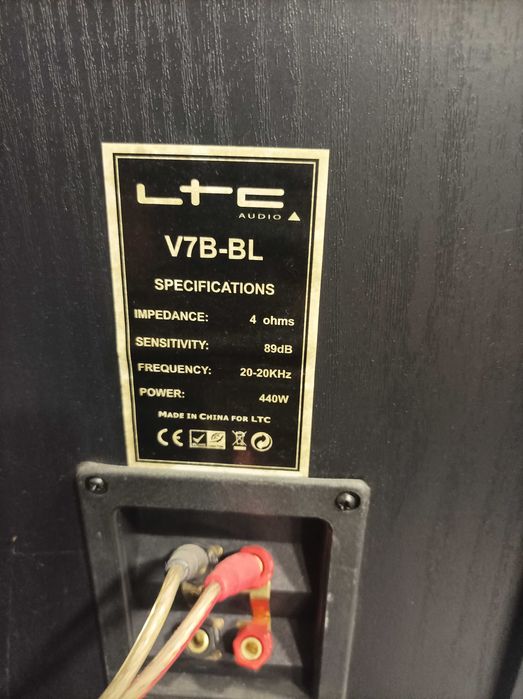 LTC
AUDIO
V7B-BL
SPECIFICATIONS
IMPEDANCE: 4 ohms
SENSITIVITY: 89dB
FREQUENCY: 20-20KHz
POWER: 440W
MADE IN CHINA FOR LTC
CE